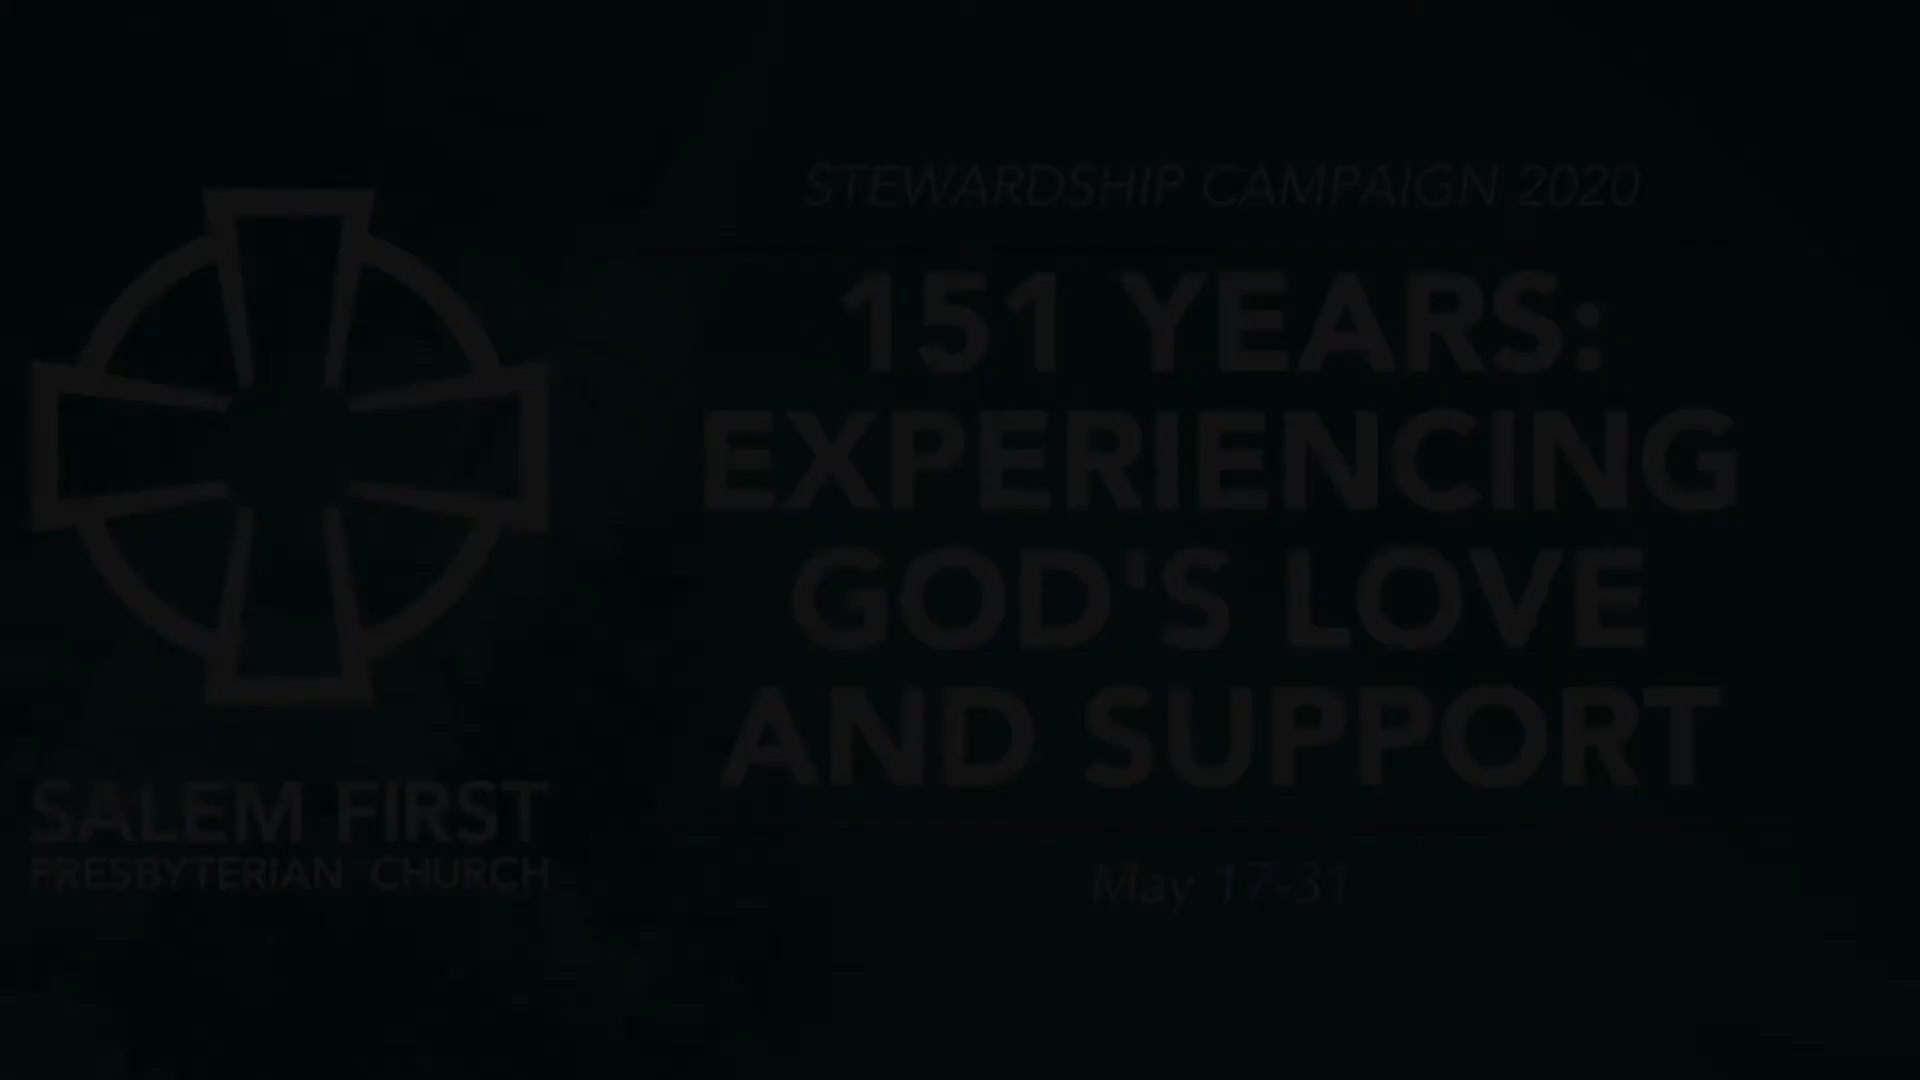 STEWARDSHIP CAMPAIGN 2020
151 YEARS:
EXPERIENCING
GOD'S LOVE
AND SUPPORT
May 17-31
SALEM FIRST
PRESBYTERIAN CHURCH